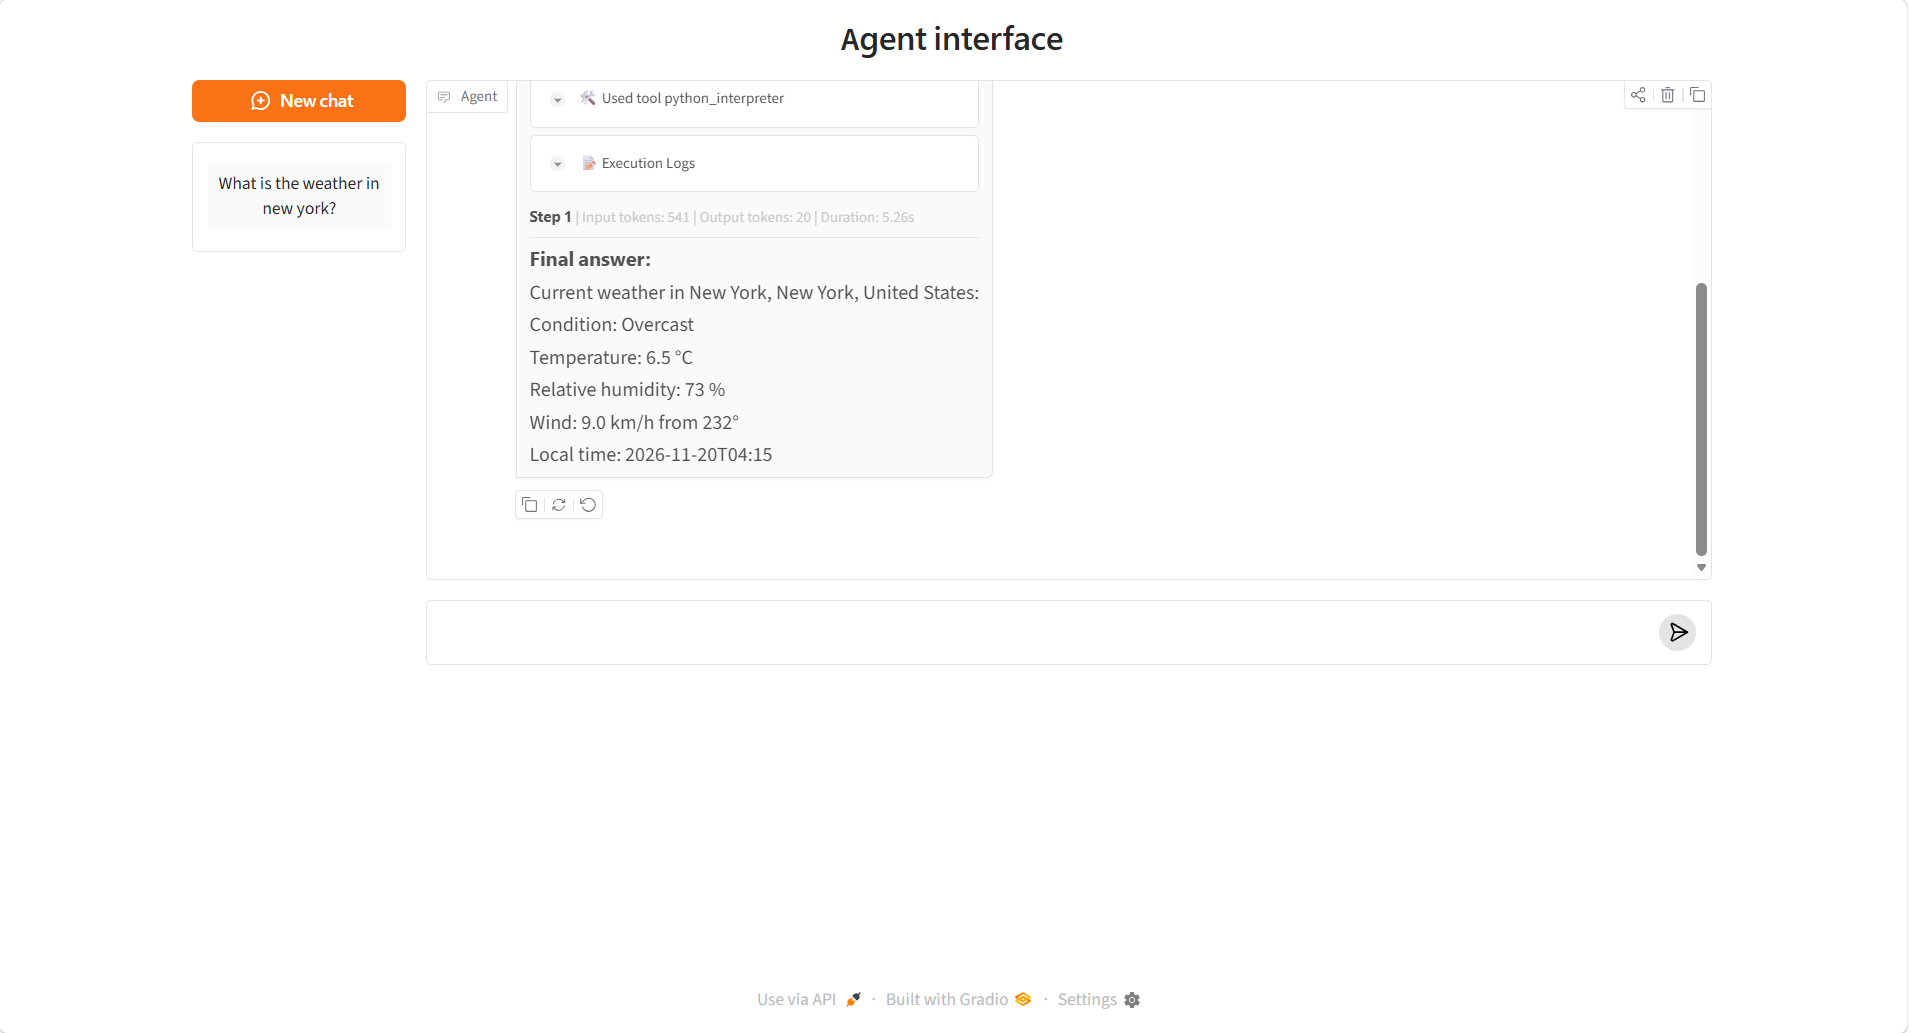 Agent interface
New chat
What is the weather in
new york?
Agent
Used tool python_interpreter
Execution Logs
Step 1 | Input tokens: 541 | Output tokens: 20 | Duration: 5.26s
Final answer:
Current weather in New York, New York, United States:
Condition: Overcast
Temperature: 6.5 °C
Relative humidity: 73 %
Wind: 9.0 km/h from 232°
Local time: 2026-11-20T04:15
Use via API · Built with Gradio · Settings